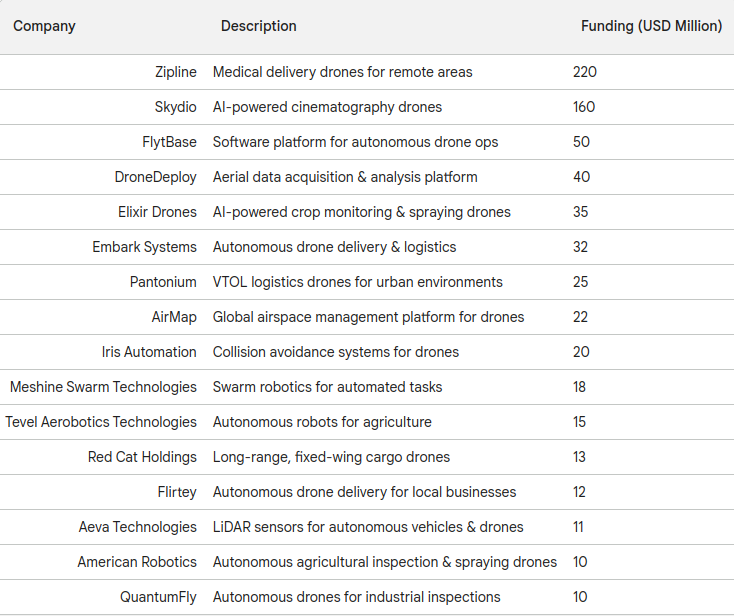 Company Description Funding (USD Million)
Zipline Medical delivery drones for remote areas 220
Skydio AI-powered cinematography drones 160
FlytBase Software platform for autonomous drone ops 50
DroneDeploy Aerial data acquisition & analysis platform 40
Elixir Drones AI-powered crop monitoring & spraying drones 35
Embark Systems Autonomous drone delivery & logistics 32
Pantonium VTOL logistics drones for urban environments 25
AirMap Global airspace management platform for drones 22
Iris Automation Collision avoidance systems for drones 20
Meshine Swarm Technologies Swarm robotics for automated tasks 18
Tevel Aerobotics Technologies Autonomous robots for agriculture 15
Red Cat Holdings Long-range, fixed-wing cargo drones 13
Flirtey Autonomous drone delivery for local businesses 12
Aeva Technologies LiDAR sensors for autonomous vehicles & drones 11
American Robotics Autonomous agricultural inspection & spraying drones 10
QuantumFly Autonomous drones for industrial inspections 10